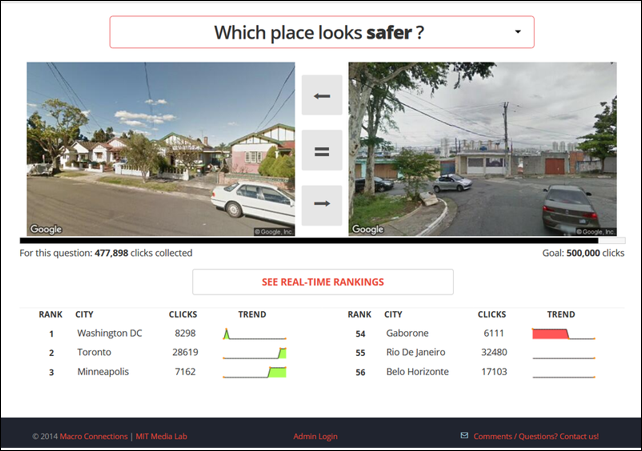 Which place looks safer ?
←
=
→
Google
© Google, Inc.
Google
© Google, Inc.
For this question: 477,898 clicks collected
Goal: 500,000 clicks
SEE REAL-TIME RANKINGS
RANK CITY CLICKS TREND
1 Washington DC 8298
2 Toronto 28619
3 Minneapolis 7162
RANK CITY CLICKS TREND
54 Gaborone 6111
55 Rio De Janeiro 32480
56 Belo Horizonte 17103
© 2014 Macro Connections | MIT Media Lab
Admin Login
Comments / Questions? Contact us!